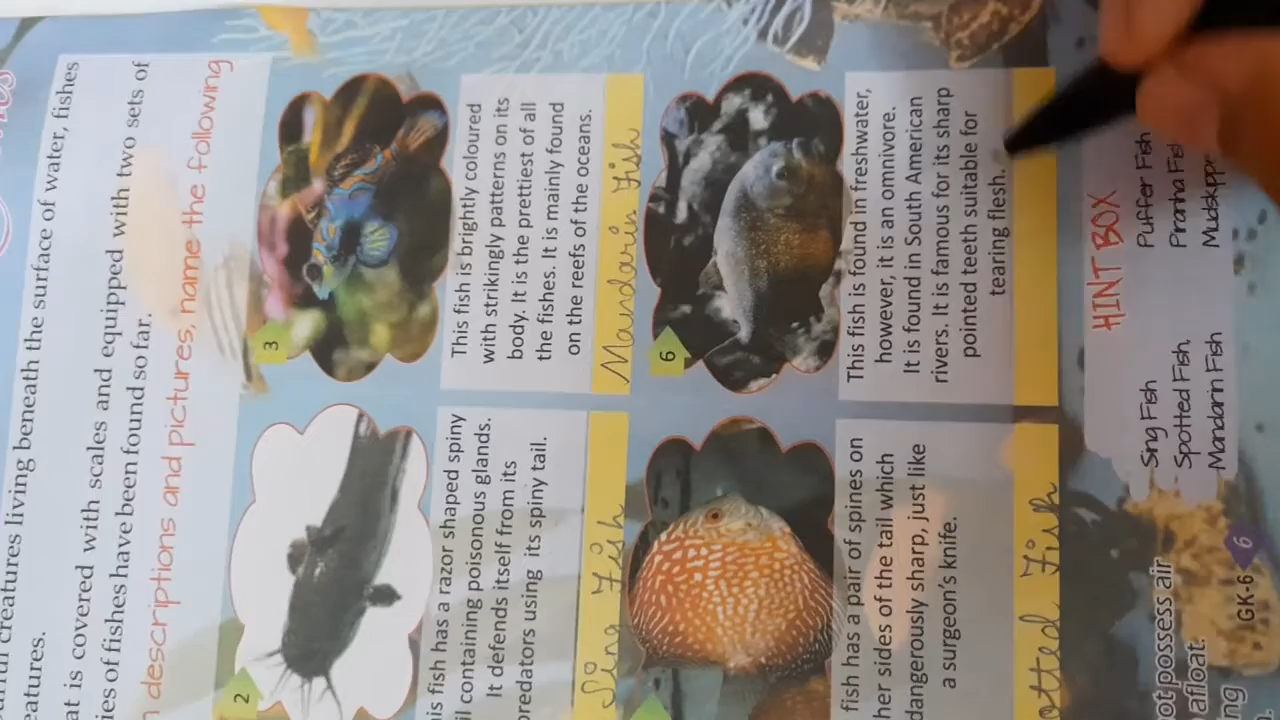 ful creatures living beneath the surface of water, fishes
eatures.
at is covered with scales and equipped with two sets of
ies of fishes have been found so far.
descriptions and pictures, name the following
2
is fish has a razor shaped spiny
il containing poisonous glands.
It defends itself from its
predators using its spiny tail.
Sing Fish
3
This fish is brightly coloured
with strikingly patterns on its
body. It is the prettiest of all
the fishes. It is mainly found
on the reefs of the oceans.
Mandarin Fish
fish has a pair of spines on
her sides of the tail which
dangerously sharp, just like
a surgeon's knife.
otted Fish
6
This fish is found in freshwater,
however, it is an omnivore.
It is found in South American
rivers. It is famous for its sharp
pointed teeth suitable for
tearing flesh.
HINT BOX
Sing Fish
Puffer Fish
Spotted Fish,
Piranha Fish
Mandarin Fish
Mudskipp
ot possess air
afloat.
ng
GK-6
6